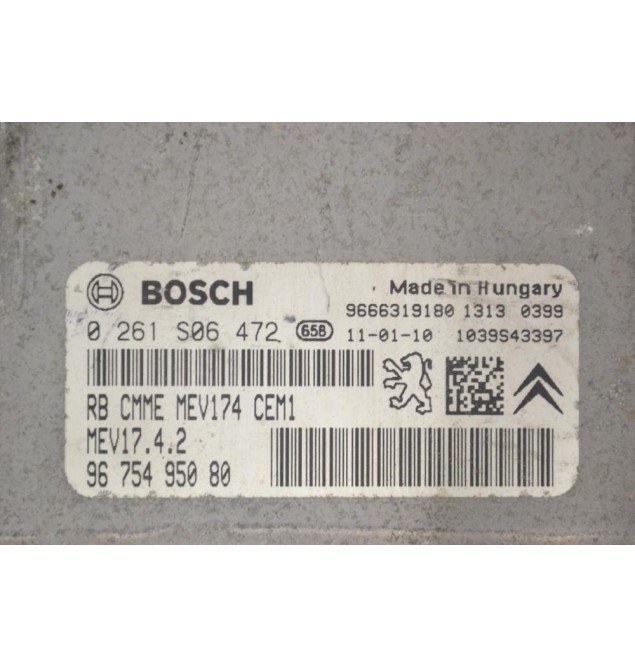 BOSCH
Made in Hungary
9666319180 1313 0399
0 261 S06 472 658 11-01-10 1039S43397
RB CMME MEV174 CEM1
MEV17.4.2
96 754 950 80